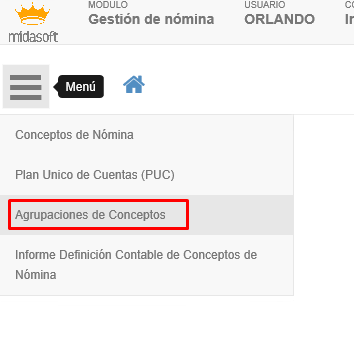 MODULO
USUARIO
Gestión de nómina
ORLANDO
midasoft
Menú
Conceptos de Nómina
Plan Unico de Cuentas (PUC)
Agrupaciones de Conceptos
Informe Definición Contable de Conceptos de
Nómina